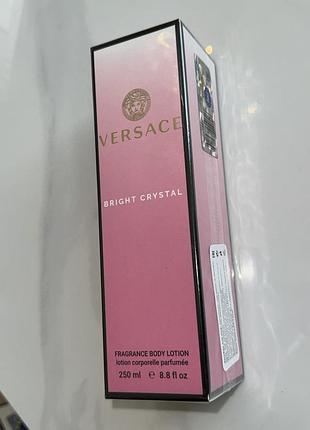 VERSACE
BRIGHT CRYSTAL
FRAGRANCE BODY LOTION
lotion corporelle parfumée
250 ml ℮ 8.8 fl oz